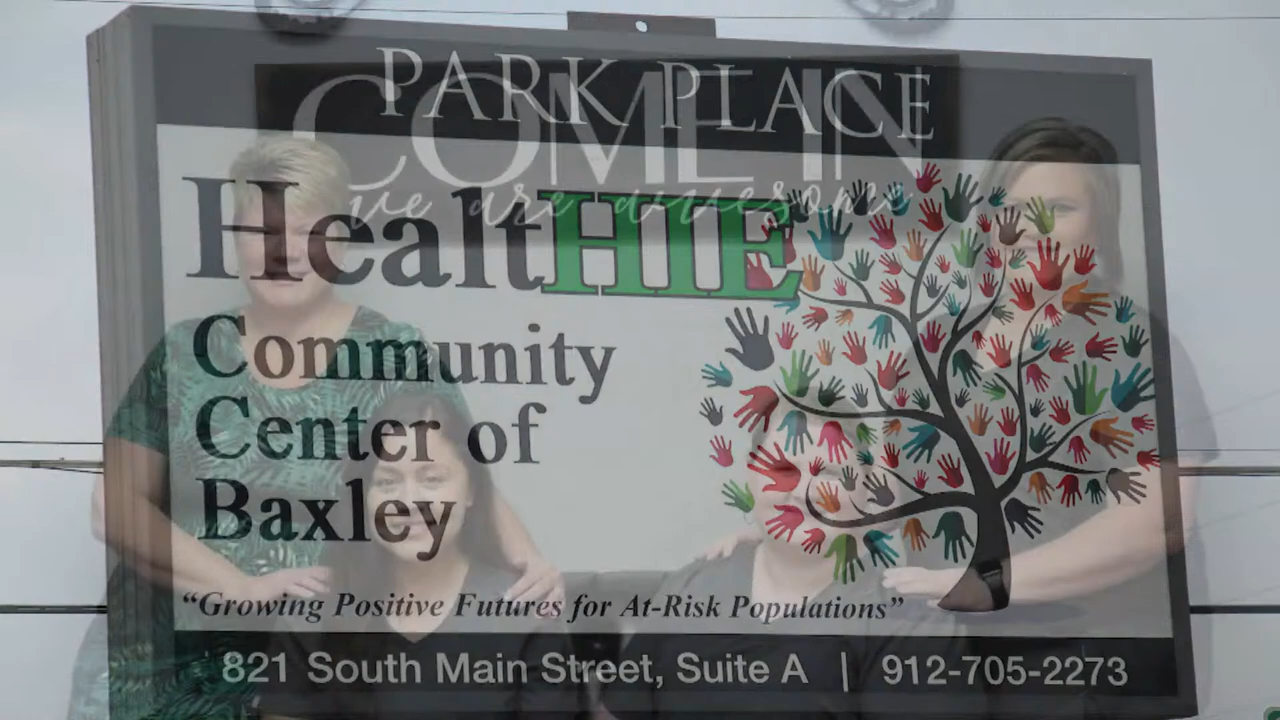 PARK PLACE
COME IN
we are awesome
HealtHIE
Community
Center of
Baxley
“Growing Positive Futures for At-Risk Populations”
821 South Main Street, Suite A | 912-705-2273